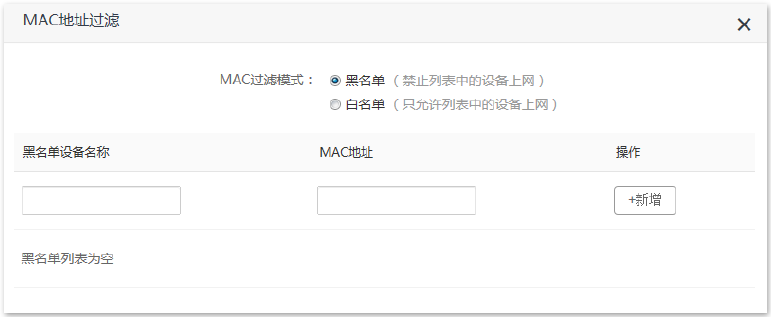 MAC地址过滤
MAC过滤模式： 黑名单 （禁止列表中的设备上网）
白名单 （只允许列表中的设备上网）
黑名单设备名称 MAC地址 操作
+新增
黑名单列表为空